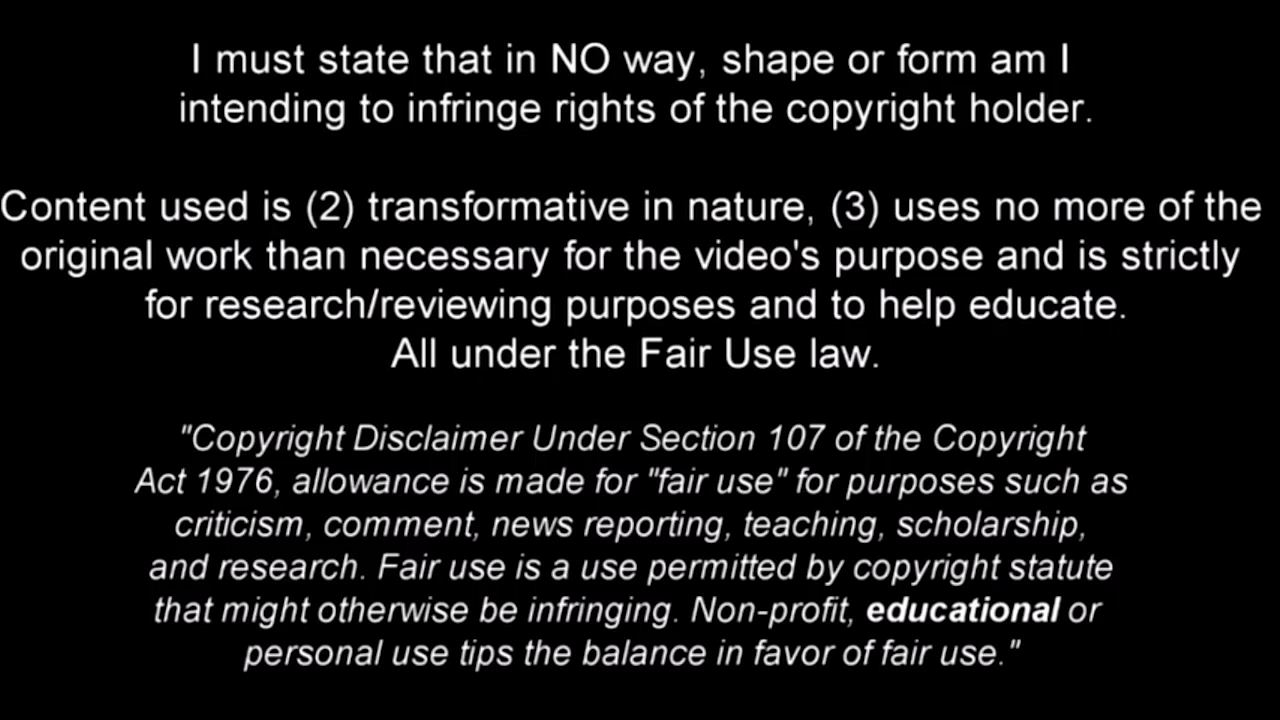 I must state that in NO way, shape or form am I
intending to infringe rights of the copyright holder.
Content used is (2) transformative in nature, (3) uses no more of the
original work than necessary for the video's purpose and is strictly
for research/reviewing purposes and to help educate.
All under the Fair Use law.
"Copyright Disclaimer Under Section 107 of the Copyright
Act 1976, allowance is made for "fair use" for purposes such as
criticism, comment, news reporting, teaching, scholarship,
and research. Fair use is a use permitted by copyright statute
that might otherwise be infringing. Non-profit, educational or
personal use tips the balance in favor of fair use."